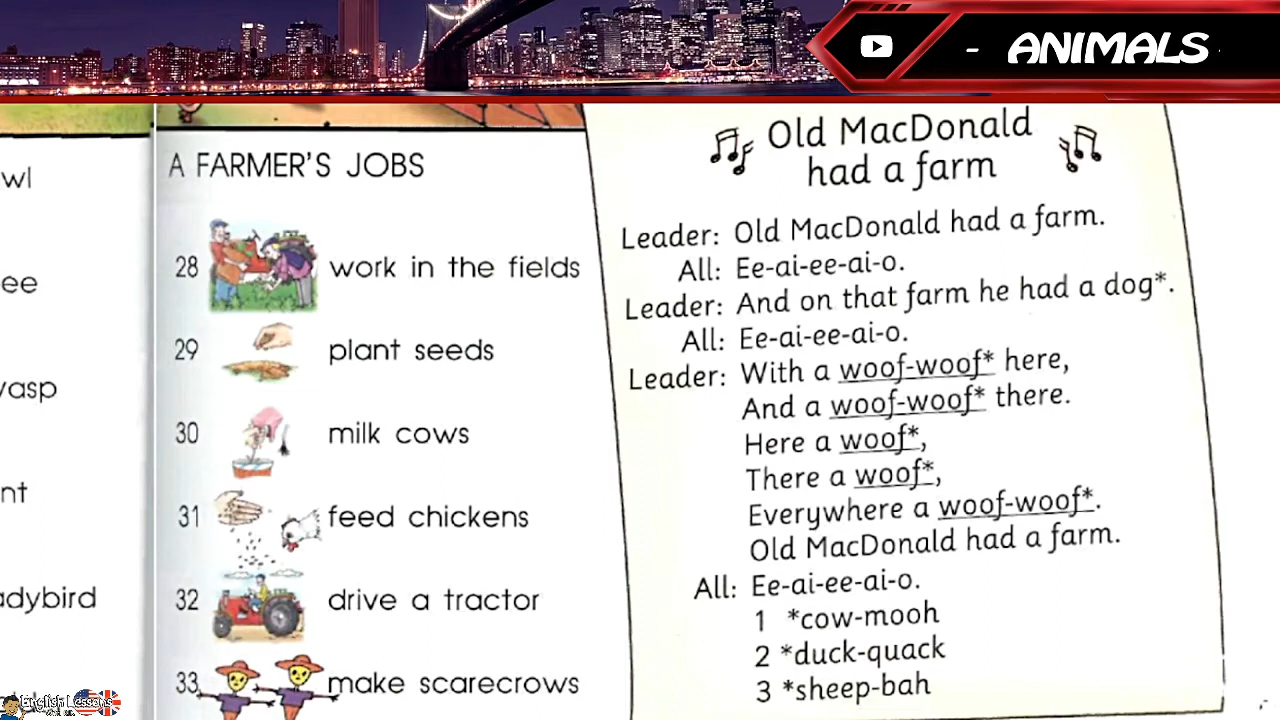 - ANIMALS
wl
ee
asp
nt
adybird
A FARMER'S JOBS
28 work in the fields
29 plant seeds
30 milk cows
31 feed chickens
32 drive a tractor
33 make scarecrows
Old MacDonald
had a farm
Leader: Old MacDonald had a farm.
All: Ee-ai-ee-ai-o.
Leader: And on that farm he had a dog*.
All: Ee-ai-ee-ai-o.
Leader: With a woof-woof* here,
And a woof-woof* there.
Here a woof*,
There a woof*,
Everywhere a woof-woof*.
Old MacDonald had a farm.
All: Ee-ai-ee-ai-o.
1 *cow-mooh
2 *duck-quack
3 *sheep-bah
English Lessons